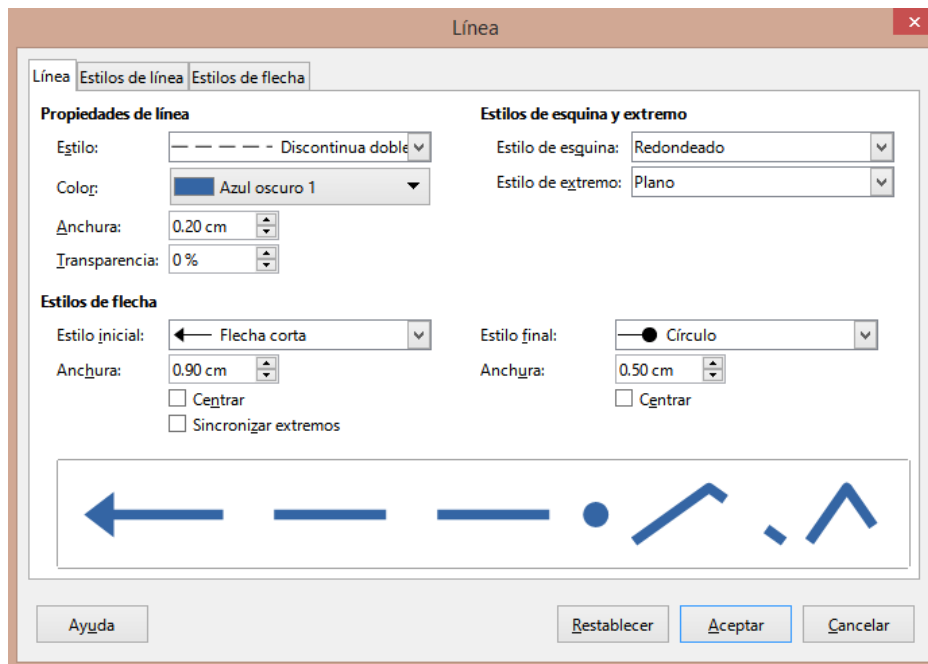 Línea
Línea Estilos de línea Estilos de flecha
Propiedades de línea
Estilo: Discontinua doble
Color: Azul oscuro 1
Anchura: 0.20 cm
Transparencia: 0 %
Estilos de esquina y extremo
Estilo de esquina: Redondeado
Estilo de extremo: Plano
Estilos de flecha
Estilo inicial: Flecha corta
Anchura: 0.90 cm
Centrar
Sincronizar extremos
Estilo final: Círculo
Anchura: 0.50 cm
Centrar
Ayuda Restablecer Aceptar Cancelar